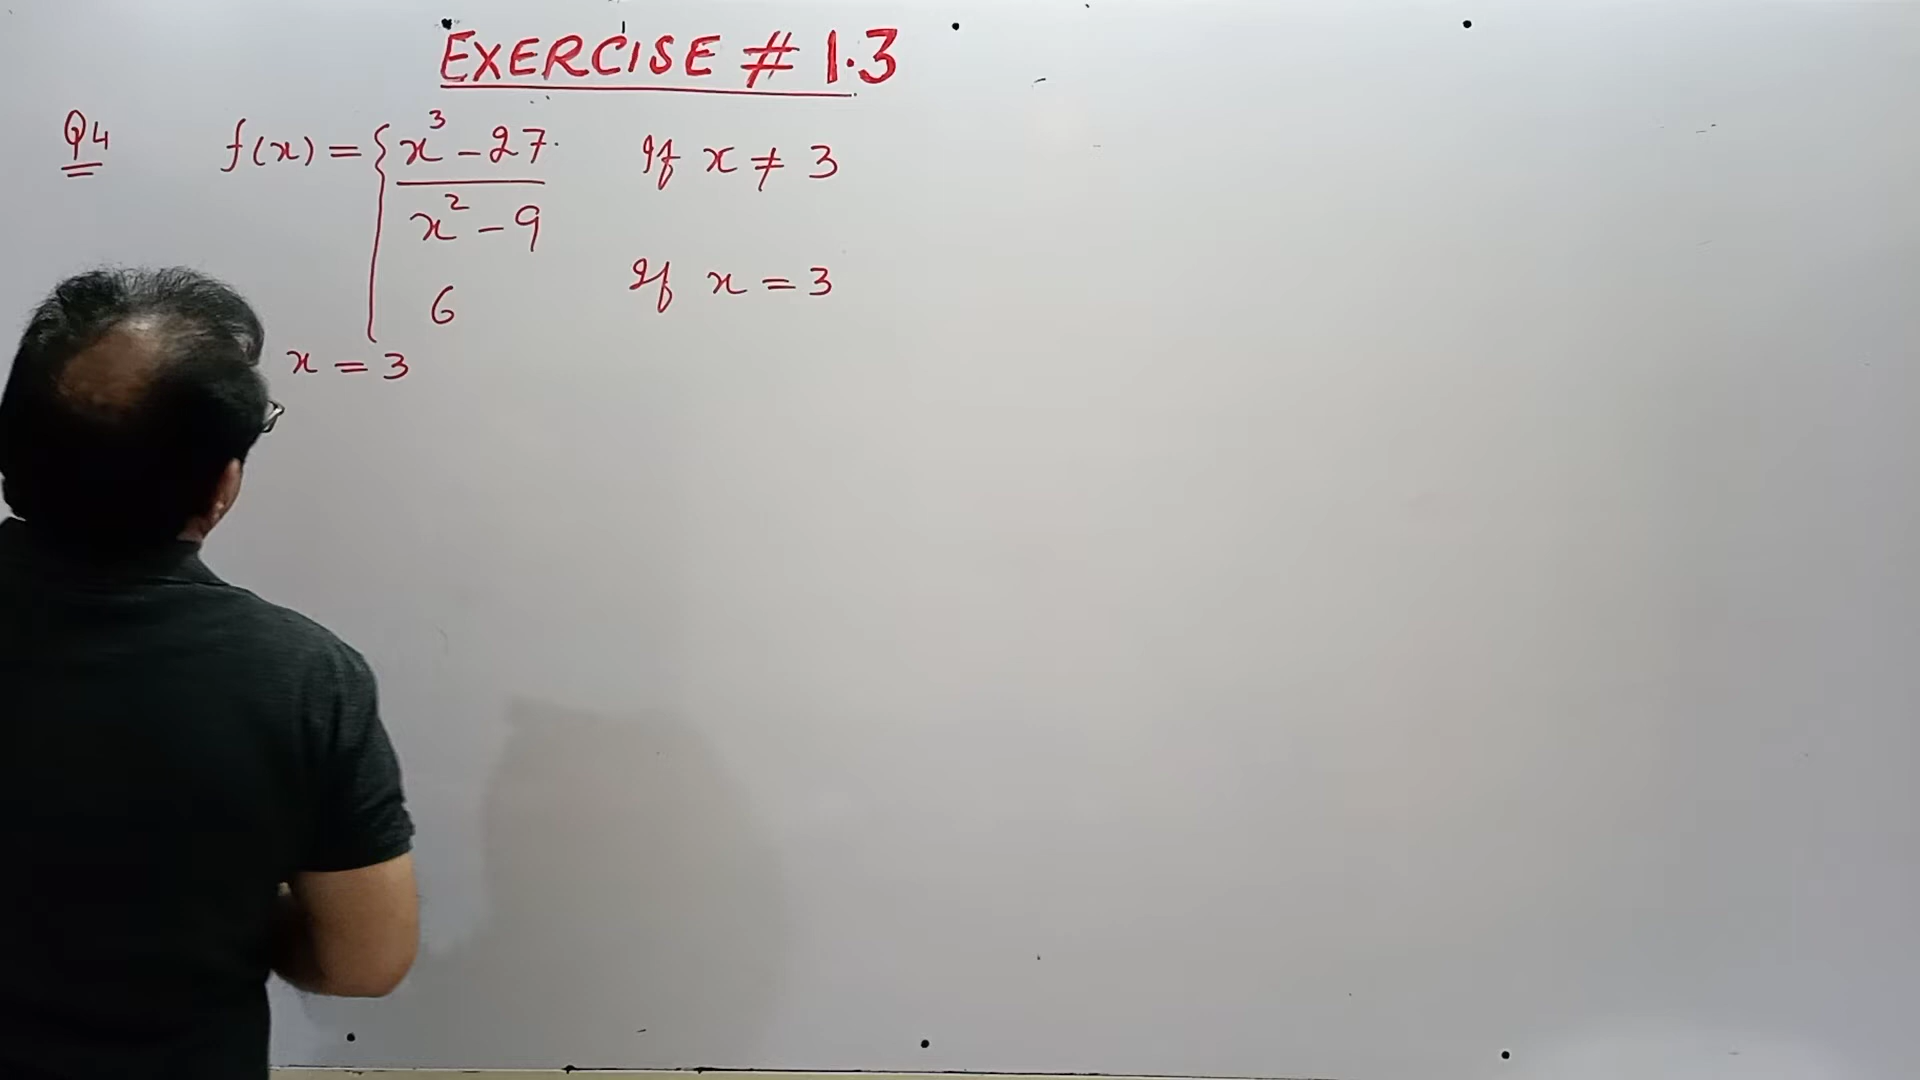 EXERCISE # 1.3
Q4 f(x) = { x³ - 27 If x ≠ 3
x² - 9
6 If x = 3
x = 3